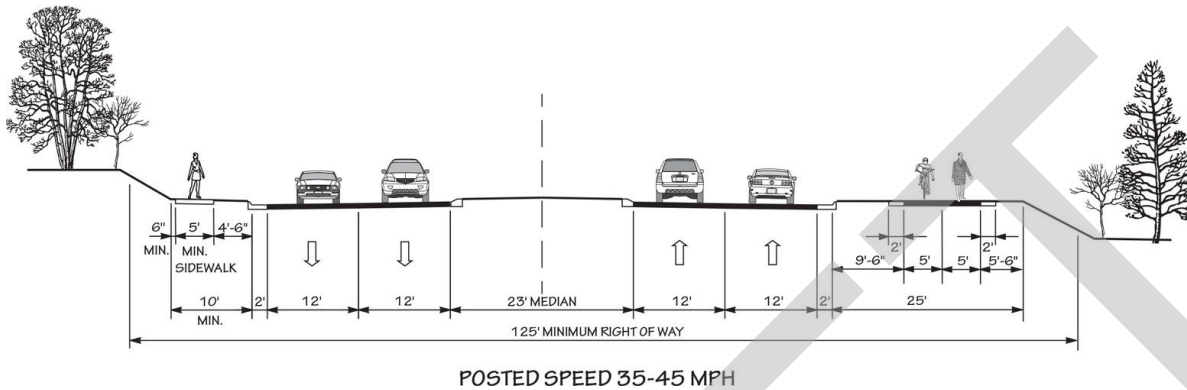 6" 5' 4'-6"
MIN. MIN.
SIDEWALK
2' 2'
9'-6" 5' 5' 5'-6"
10' 2' 12' 12' 23' MEDIAN 12' 12' 2' 25'
MIN.
125' MINIMUM RIGHT OF WAY
POSTED SPEED 35-45 MPH